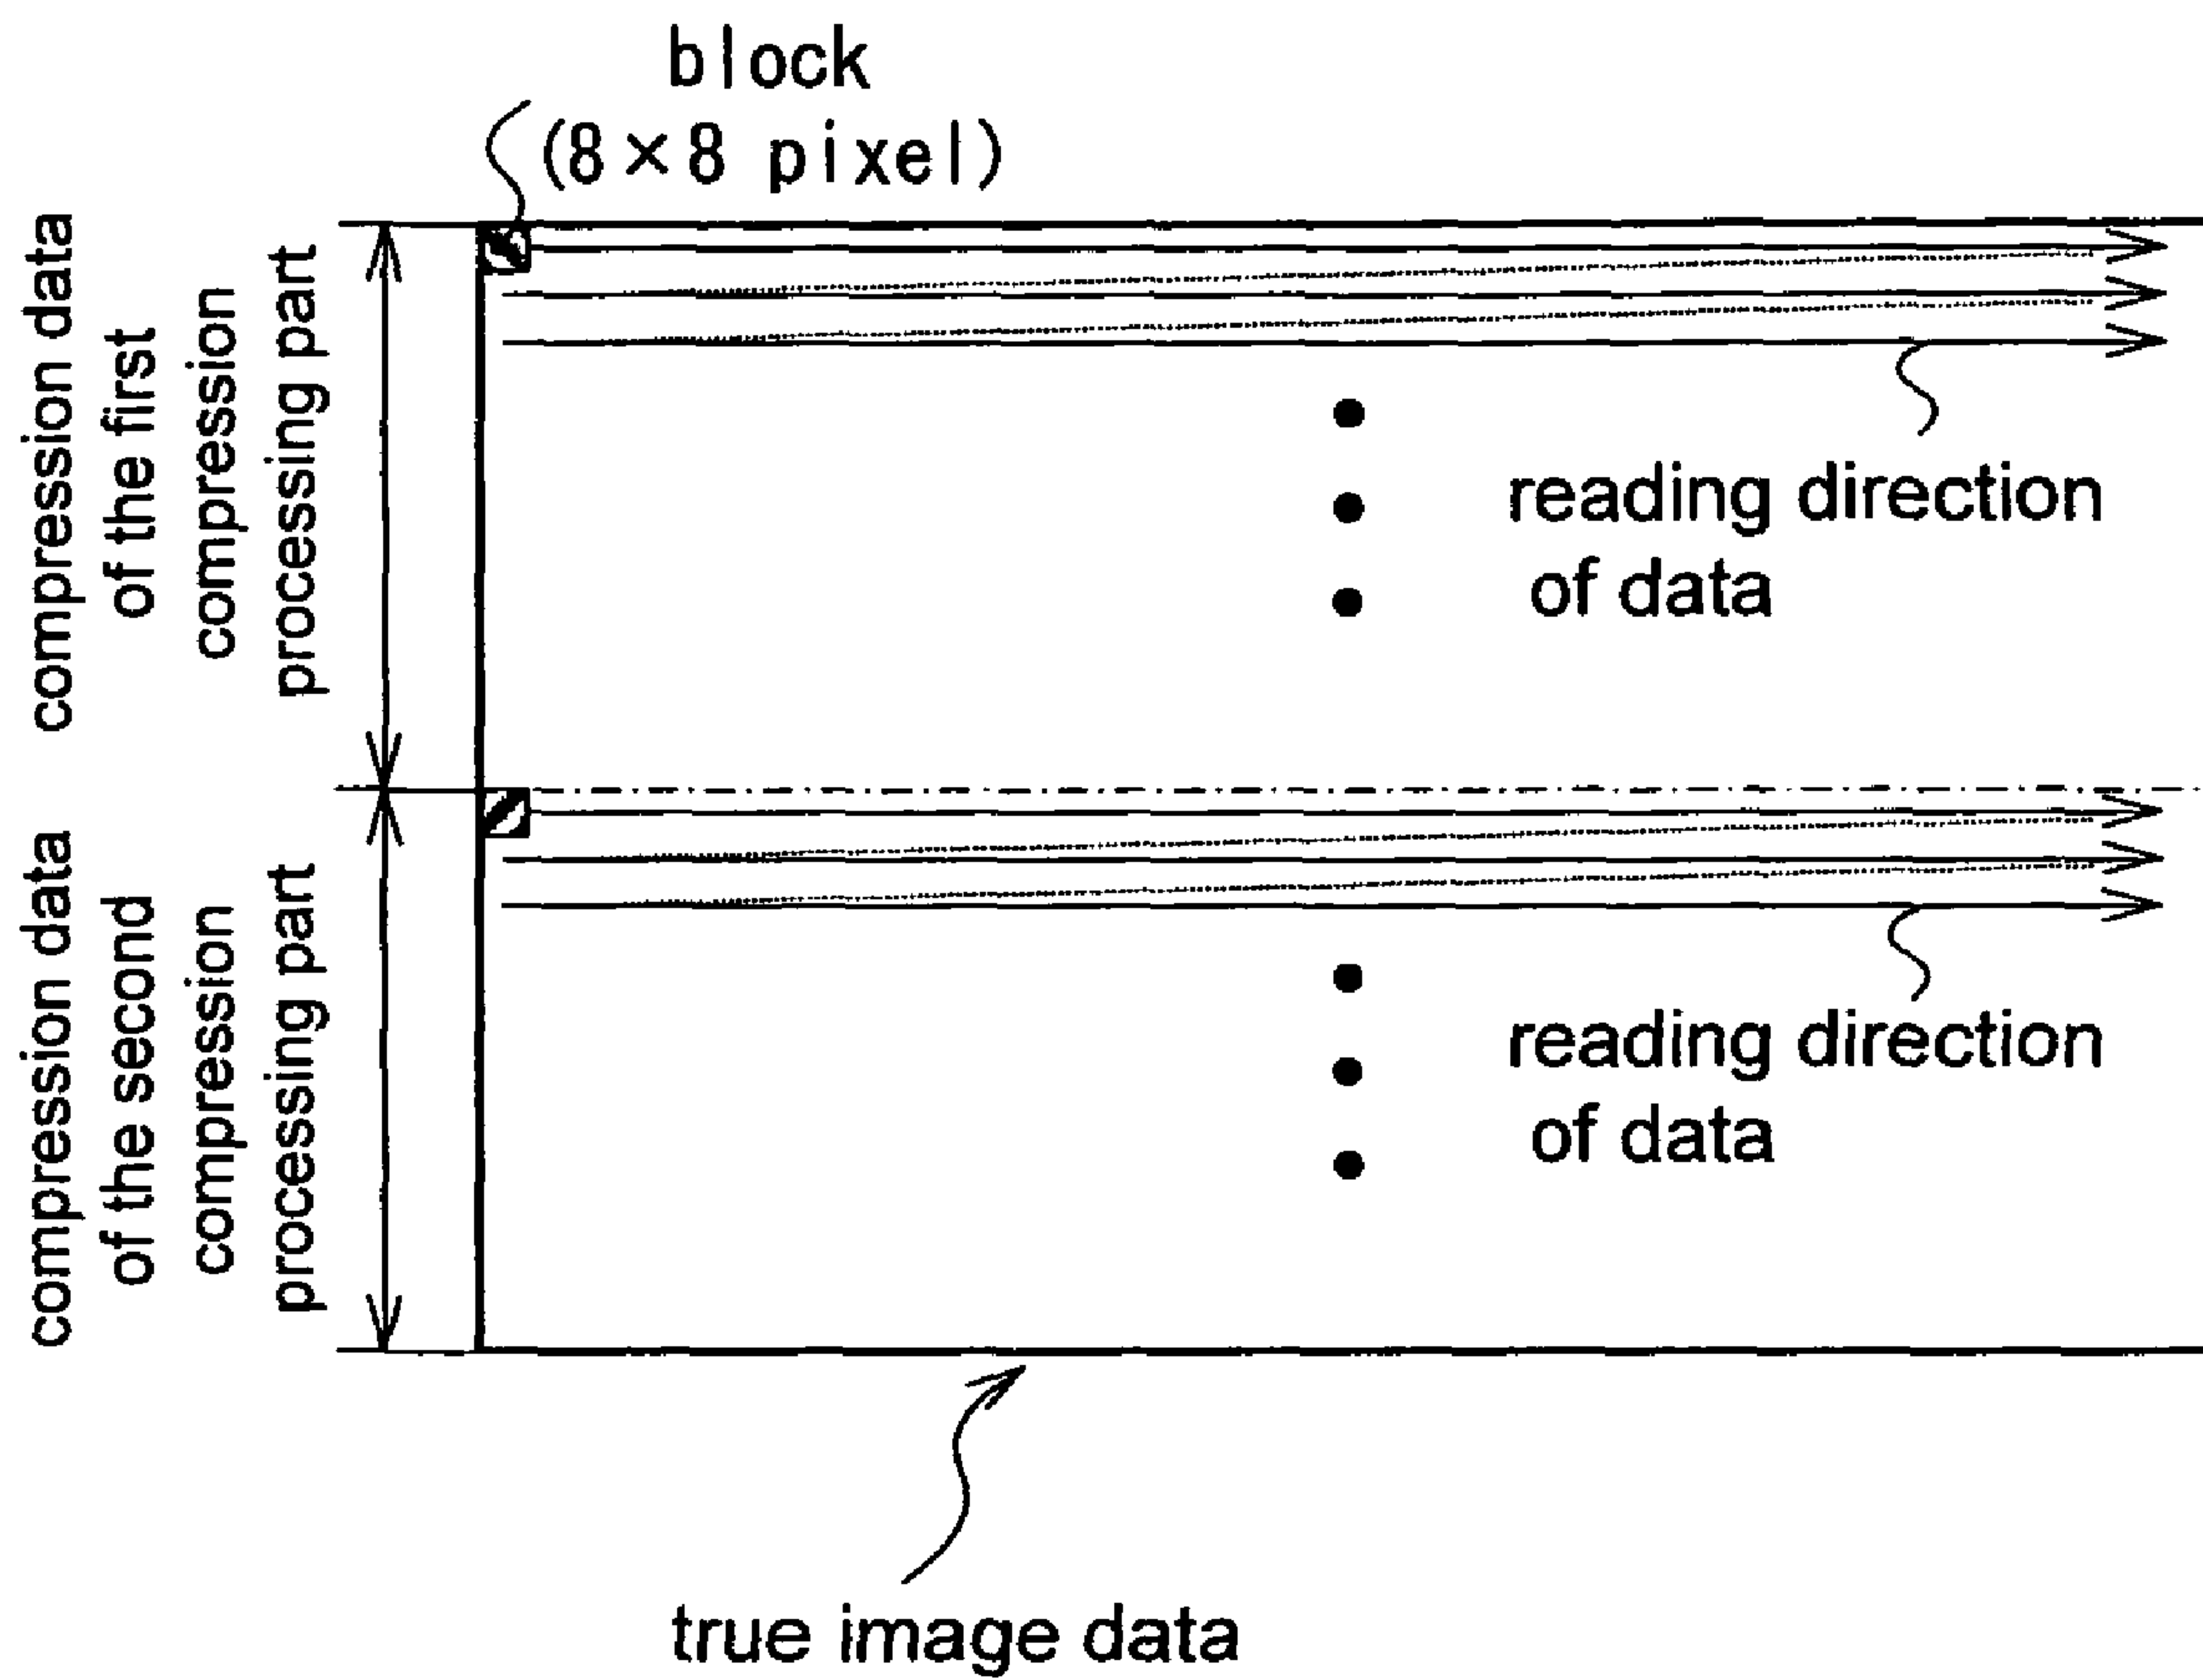 block
(8×8 pixel)
compression data
of the first
compression
processing part
reading direction
of data
compression data
of the second
compression
processing part
reading direction
of data
true image data